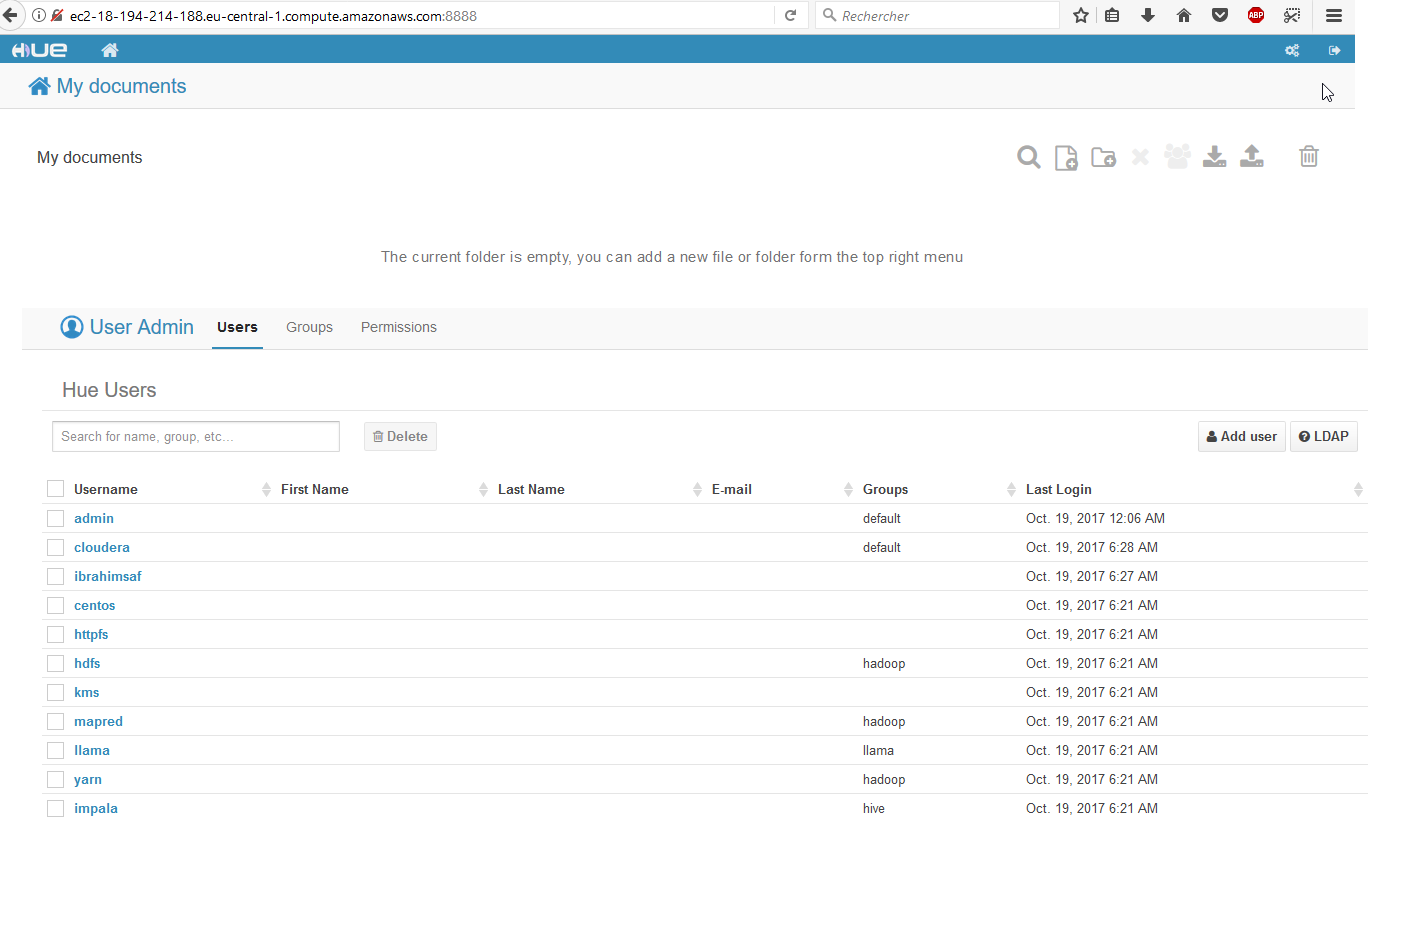 ec2-18-194-214-188.eu-central-1.compute.amazonaws.com:8888 Rechercher ABP
HUE
My documents
My documents
The current folder is empty, you can add a new file or folder form the top right menu
User Admin Users Groups Permissions
Hue Users
Search for name, group, etc... Delete Add user LDAP
Username First Name Last Name E-mail Groups Last Login
admin default Oct. 19, 2017 12:06 AM
cloudera default Oct. 19, 2017 6:28 AM
ibrahimsaf Oct. 19, 2017 6:27 AM
centos Oct. 19, 2017 6:21 AM
httpfs Oct. 19, 2017 6:21 AM
hdfs hadoop Oct. 19, 2017 6:21 AM
kms Oct. 19, 2017 6:21 AM
mapred hadoop Oct. 19, 2017 6:21 AM
llama llama Oct. 19, 2017 6:21 AM
yarn hadoop Oct. 19, 2017 6:21 AM
impala hive Oct. 19, 2017 6:21 AM